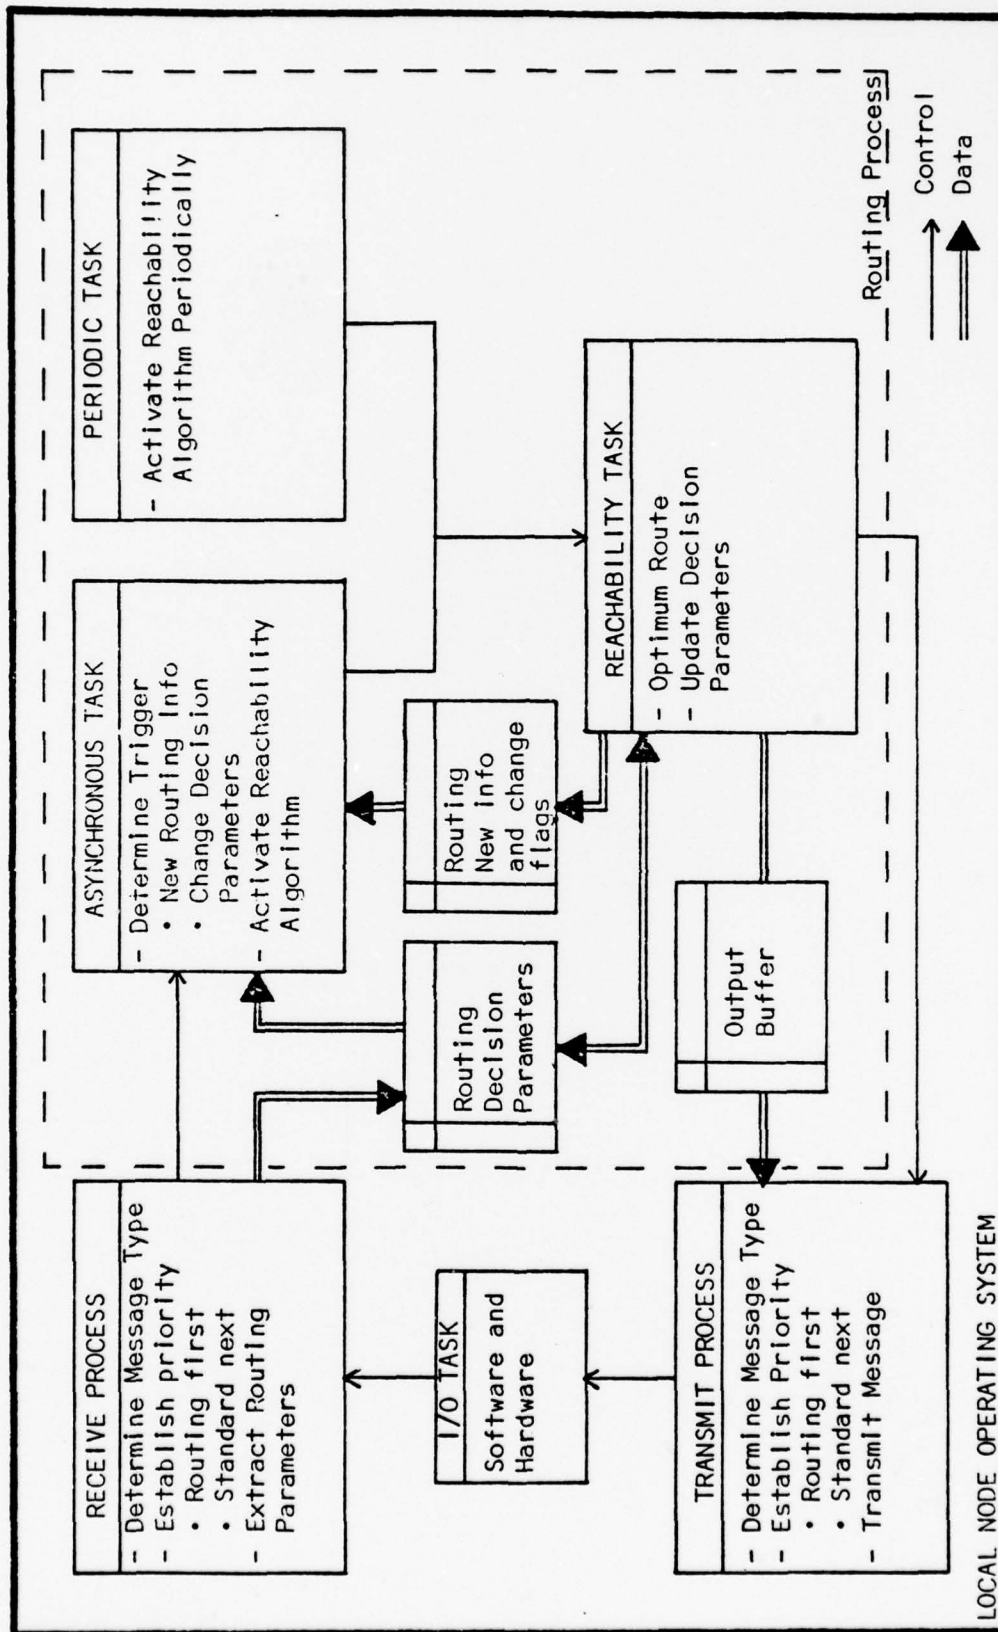 RECEIVE PROCESS
- Determine Message Type
- Establish priority
• Routing first
• Standard next
- Extract Routing
Parameters
ASYNCHRONOUS TASK
- Determine Trigger
• New Routing Info
• Change Decision
Parameters
- Activate Reachability
Algorithm
PERIODIC TASK
- Activate Reachability
Algorithm Periodically
I/O TASK
Software and
Hardware
Routing
Decision
Parameters
Routing
New info
and change
flags
REACHABILITY TASK
- Optimum Route
- Update Decision
Parameters
Output
Buffer
TRANSMIT PROCESS
- Determine Message Type
- Establish Priority
• Routing first
• Standard next
- Transmit Message
Routing Process
Control
Data
LOCAL NODE OPERATING SYSTEM